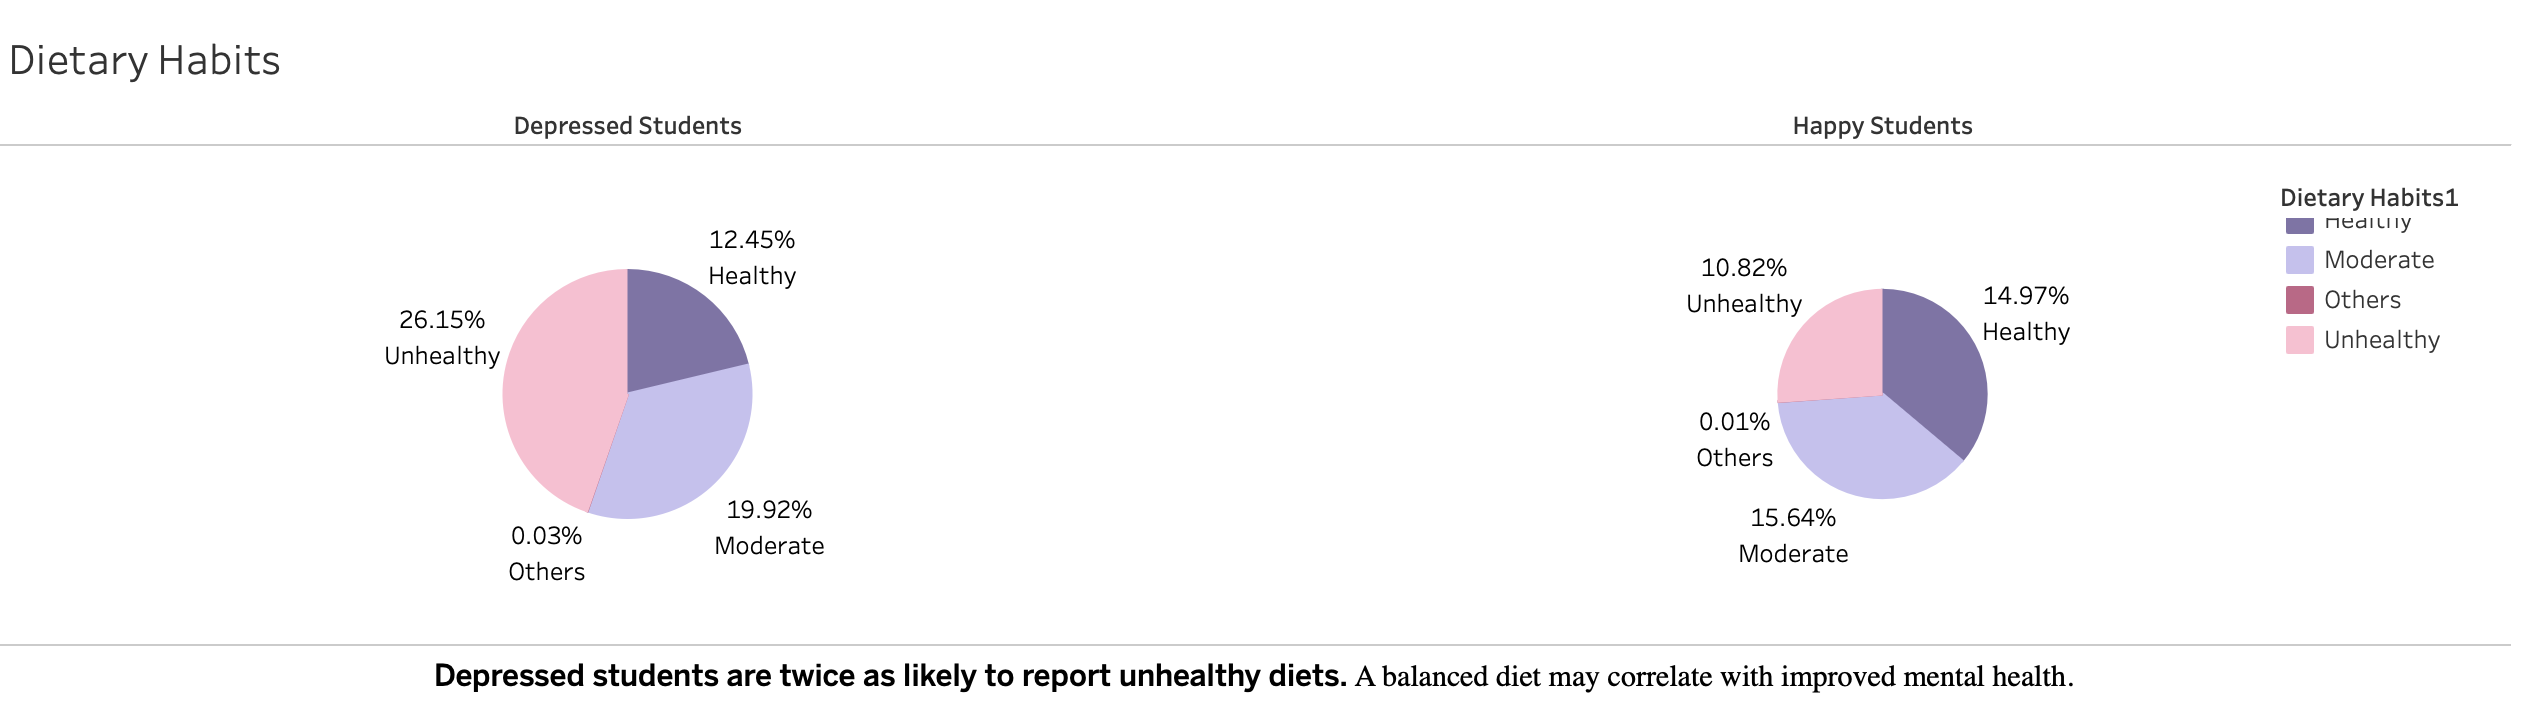 Dietary Habits
Depressed Students
Happy Students
12.45%
Healthy
26.15%
Unhealthy
19.92%
Moderate
0.03%
Others
10.82%
Unhealthy
14.97%
Healthy
0.01%
Others
15.64%
Moderate
Dietary Habits1
Healthy
Moderate
Others
Unhealthy
Depressed students are twice as likely to report unhealthy diets. A balanced diet may correlate with improved mental health.